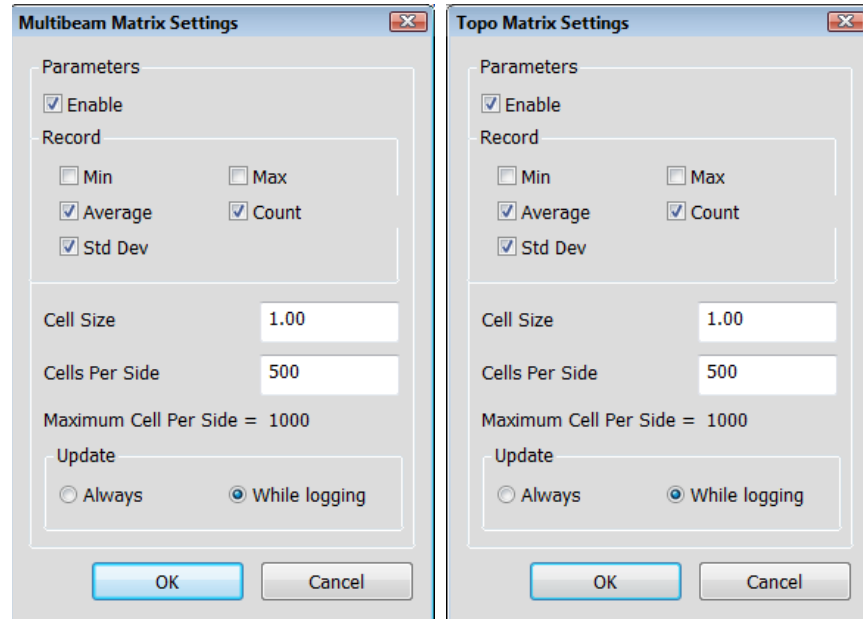 Multibeam Matrix Settings
Parameters
Enable
Record
Min Max
Average Count
Std Dev
Cell Size 1.00
Cells Per Side 500
Maximum Cell Per Side = 1000
Update
Always While logging
OK Cancel
Topo Matrix Settings
Parameters
Enable
Record
Min Max
Average Count
Std Dev
Cell Size 1.00
Cells Per Side 500
Maximum Cell Per Side = 1000
Update
Always While logging
OK Cancel